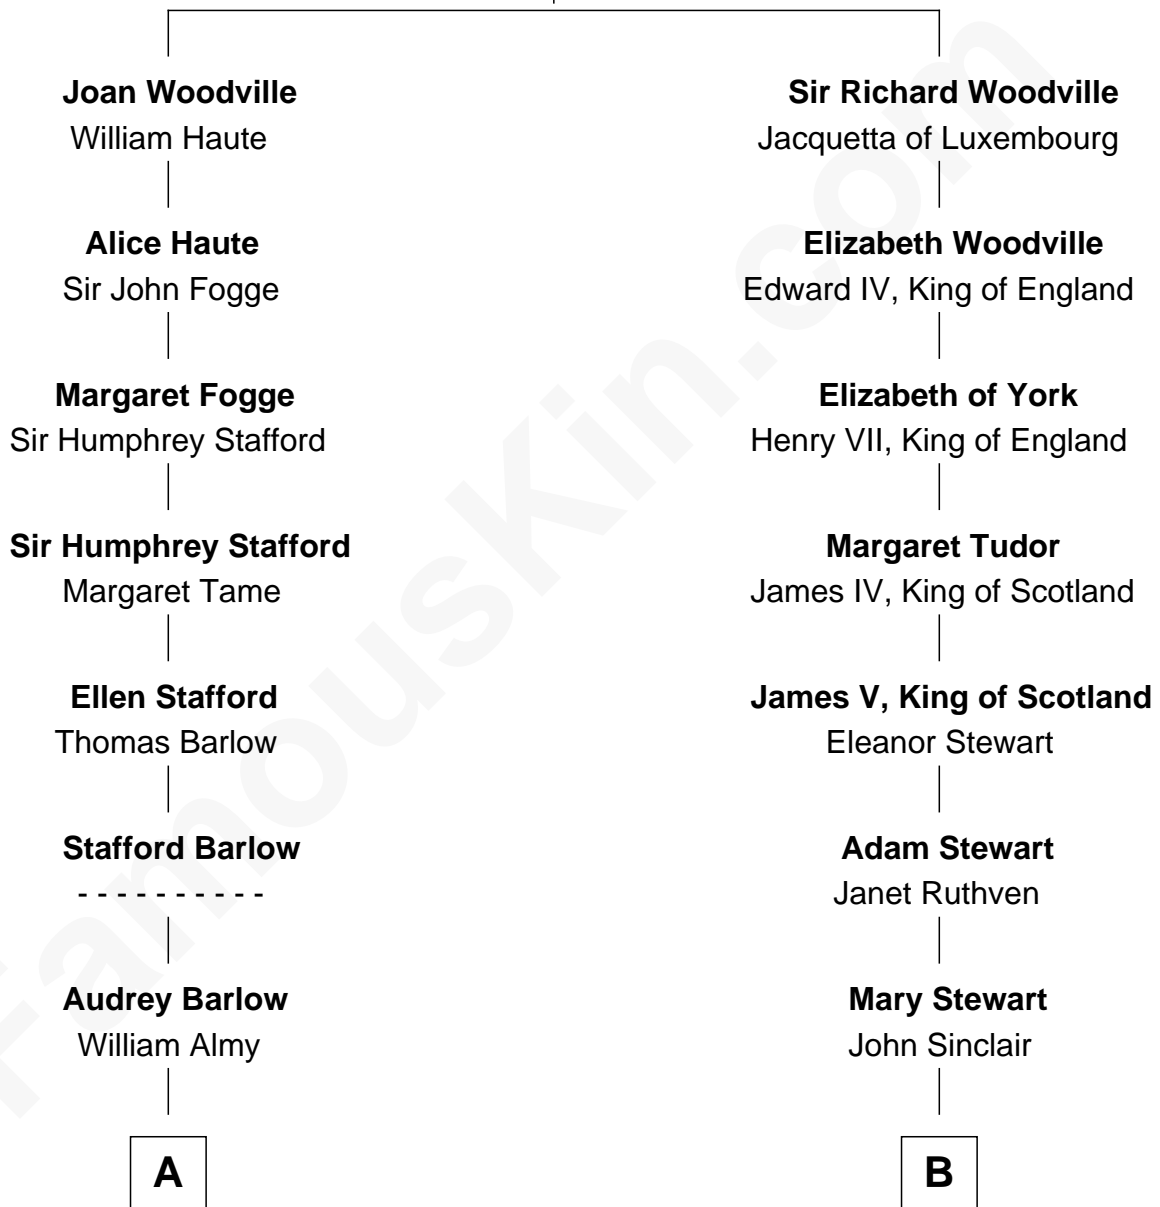 Joan Woodville
William Haute
Alice Haute
Sir John Fogge
Margaret Fogge
Sir Humphrey Stafford
Sir Humphrey Stafford
Margaret Tame
Ellen Stafford
Thomas Barlow
Stafford Barlow
- - - - - - - - - -
Audrey Barlow
William Almy
A
Sir Richard Woodville
Jacquetta of Luxembourg
Elizabeth Woodville
Edward IV, King of England
Elizabeth of York
Henry VII, King of England
Margaret Tudor
James IV, King of Scotland
James V, King of Scotland
Eleanor Stewart
Adam Stewart
Janet Ruthven
Mary Stewart
John Sinclair
B
FamousKin.com